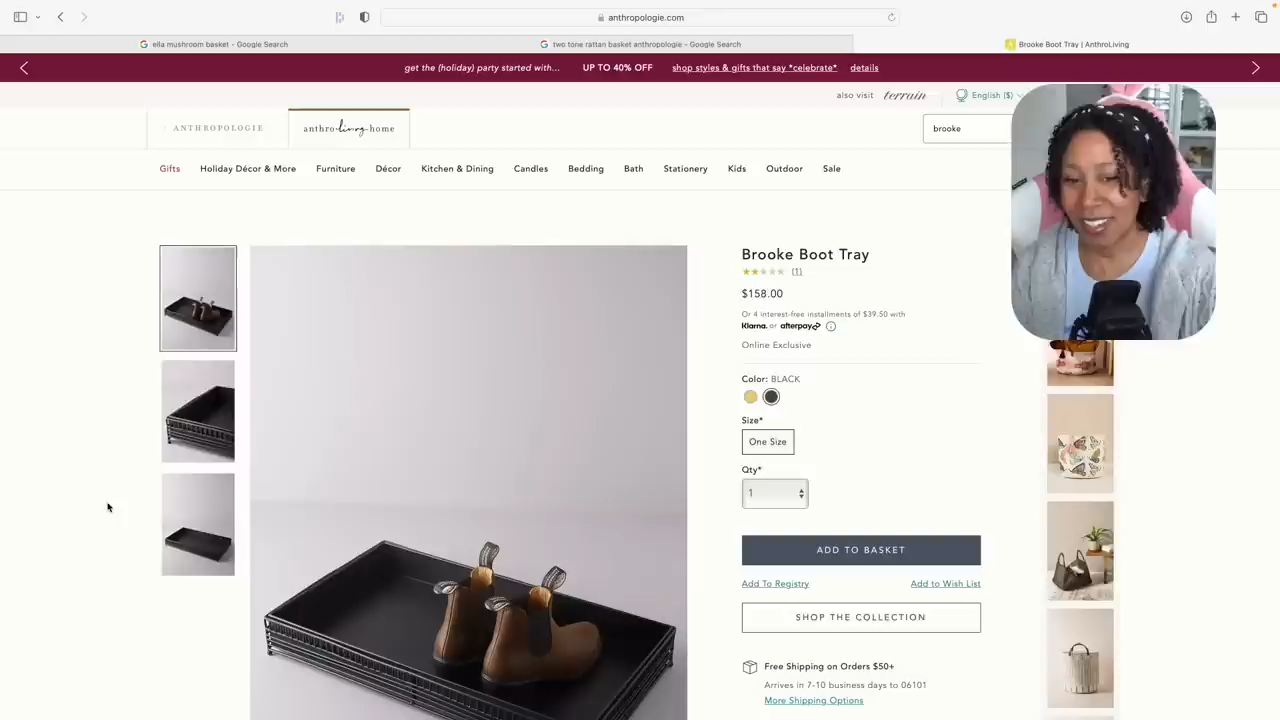 anthropologie.com
ella mushroom basket - Google Search
two tone rattan basket anthropologie - Google Search
Brooke Boot Tray | AnthroLiving
get the (holiday) party started with... UP TO 40% OFF shop styles & gifts that say *celebrate* details
also visit terrain English ($)
ANTHROPOLOGIE
anthro living home
brooke
Gifts Holiday Décor & More Furniture Décor Kitchen & Dining Candles Bedding Bath Stationery Kids Outdoor Sale
Brooke Boot Tray
(1)
$158.00
Or 4 interest-free installments of $39.50 with
Klarna. or afterpay
Online Exclusive
Color: BLACK
Size*
One Size
Qty*
1
ADD TO BASKET
Add To Registry Add to Wish List
SHOP THE COLLECTION
Free Shipping on Orders $50+
Arrives in 7-10 business days to 06101
More Shipping Options